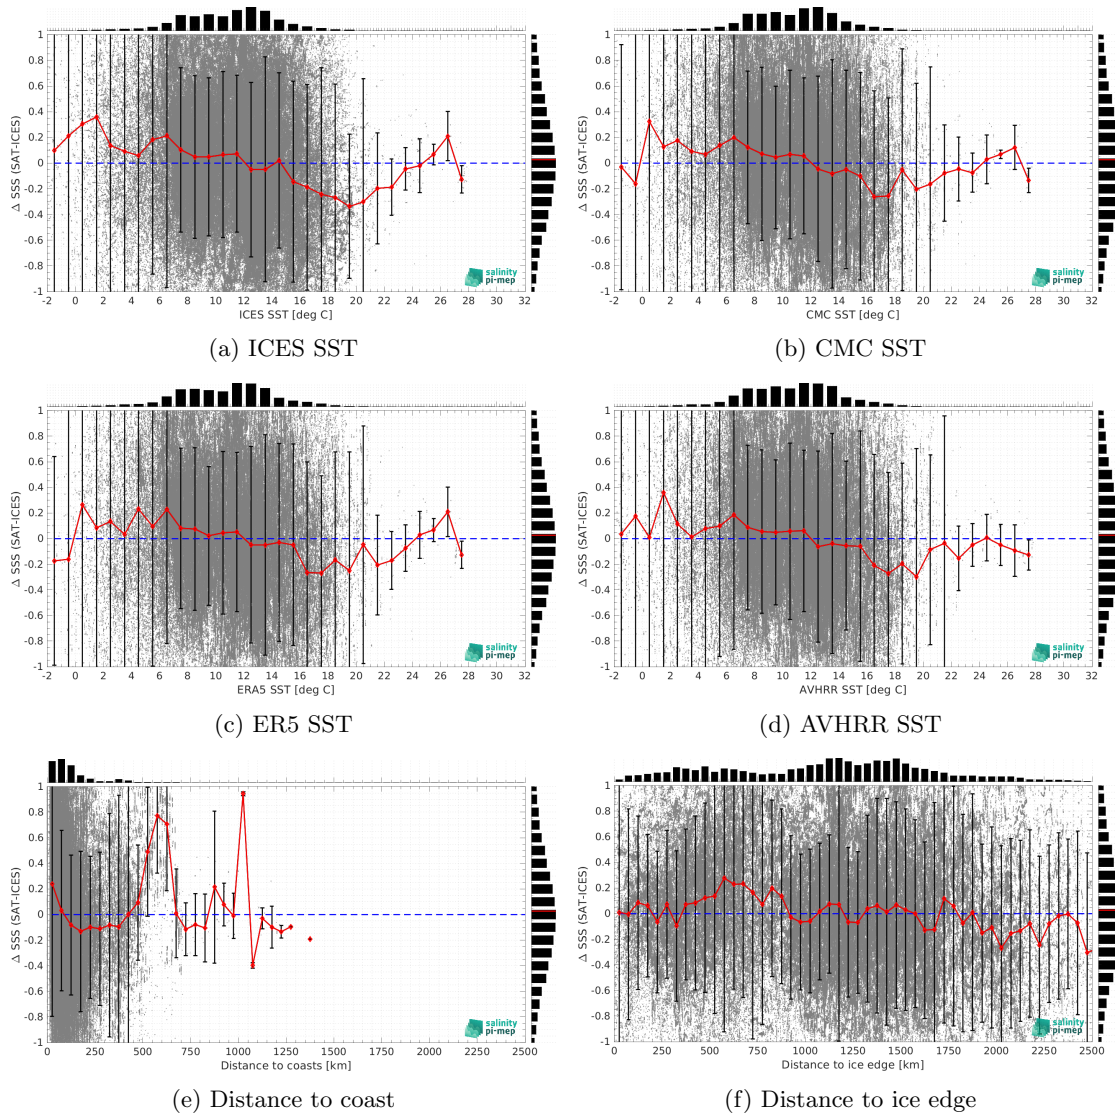 1
0.8
0.6
0.4
0.2
0
-0.2
-0.4
-0.6
-0.8
-1
Δ SSS (SAT-ICES)
-2 0 2 4 6 8 10 12 14 16 18 20 22 24 26 28 30 32
ICES SST [deg C]
salinity
pi-mep
(a) ICES SST
1
0.8
0.6
0.4
0.2
0
-0.2
-0.4
-0.6
-0.8
-1
Δ SSS (SAT-ICES)
-2 0 2 4 6 8 10 12 14 16 18 20 22 24 26 28 30 32
CMC SST [deg C]
salinity
pi-mep
(b) CMC SST
1
0.8
0.6
0.4
0.2
0
-0.2
-0.4
-0.6
-0.8
-1
Δ SSS (SAT-ICES)
-2 0 2 4 6 8 10 12 14 16 18 20 22 24 26 28 30 32
ERA5 SST [deg C]
salinity
pi-mep
(c) ER5 SST
1
0.8
0.6
0.4
0.2
0
-0.2
-0.4
-0.6
-0.8
-1
Δ SSS (SAT-ICES)
-2 0 2 4 6 8 10 12 14 16 18 20 22 24 26 28 30 32
AVHRR SST [deg C]
salinity
pi-mep
(d) AVHRR SST
1
0.8
0.6
0.4
0.2
0
-0.2
-0.4
-0.6
-0.8
-1
Δ SSS (SAT-ICES)
0 250 500 750 1000 1250 1500 1750 2000 2250 2500
Distance to coasts [km]
salinity
pi-mep
(e) Distance to coast
1
0.8
0.6
0.4
0.2
0
-0.2
-0.4
-0.6
-0.8
-1
Δ SSS (SAT-ICES)
0 250 500 750 1000 1250 1500 1750 2000 2250 2500
Distance to ice edge [km]
salinity
pi-mep
(f) Distance to ice edge